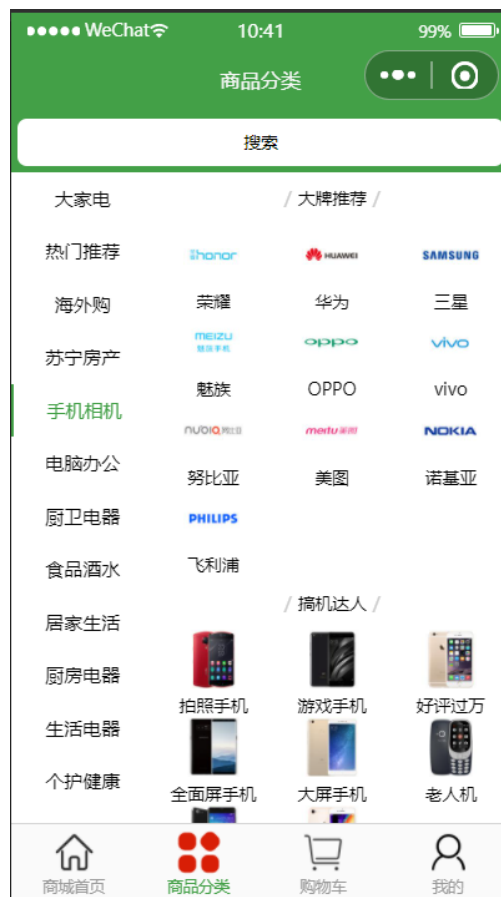 WeChat 10:41 99%
商品分类
搜索
大家电
热门推荐
海外购
苏宁房产
手机相机
电脑办公
厨卫电器
食品酒水
居家生活
厨房电器
生活电器
个护健康
/ 大牌推荐 /
honor HUAWEI SAMSUNG
荣耀 华为 三星
MEIZU oppo vivo
魅族手机
魅族 OPPO vivo
nubia meitu 美图 NOKIA
努比亚 美图 诺基亚
PHILIPS
飞利浦
/ 搞机达人 /
拍照手机 游戏手机 好评过万
全面屏手机 大屏手机 老人机
商城首页 商品分类 购物车 我的